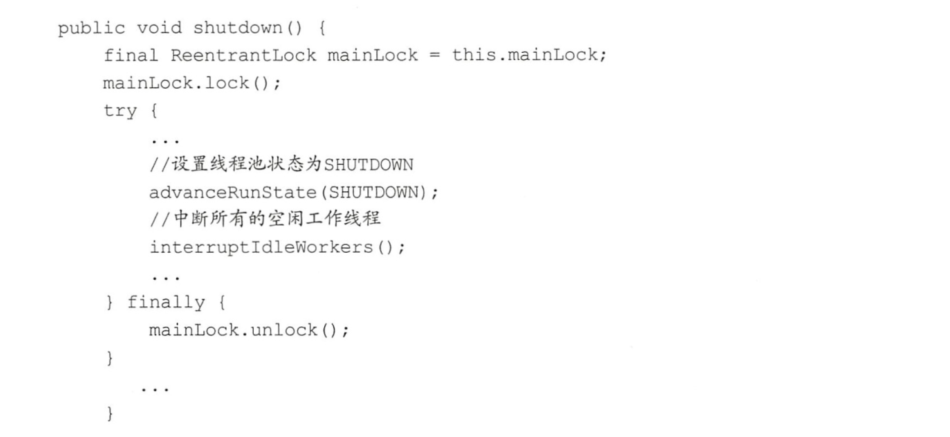 public void shutdown() {
    final ReentrantLock mainLock = this.mainLock;
    mainLock.lock();
    try {
        ...
        //设置线程池状态为SHUTDOWN
        advanceRunState(SHUTDOWN);
        //中断所有的空闲工作线程
        interruptIdleWorkers();
        ...
    } finally {
        mainLock.unlock();
    }
       ...
    }